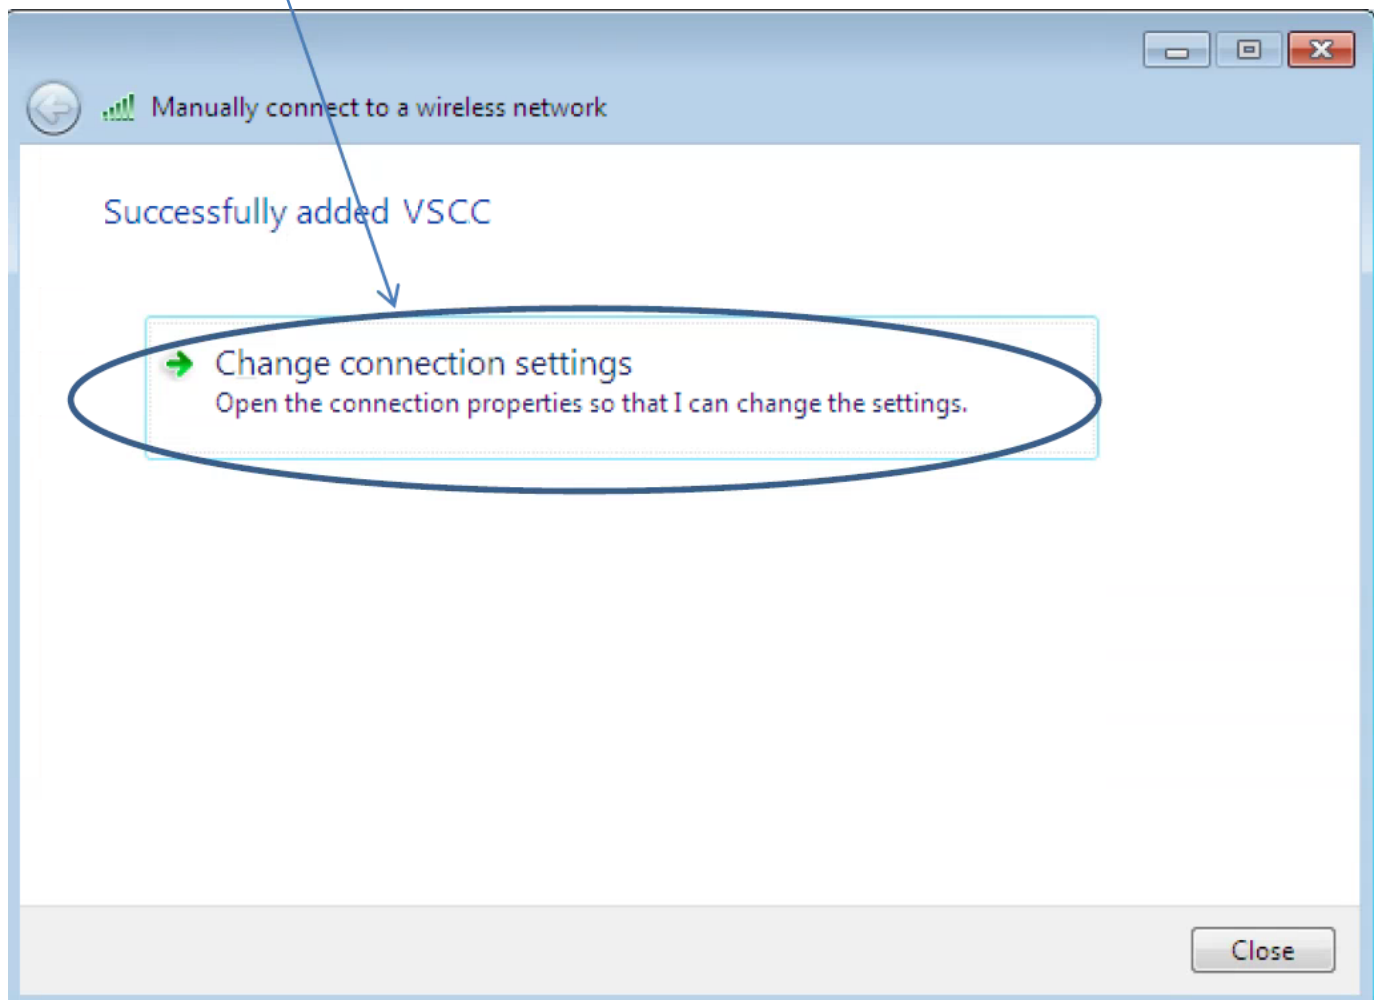 Manually connect to a wireless network
Successfully added VSCC
Change connection settings
Open the connection properties so that I can change the settings.
Close